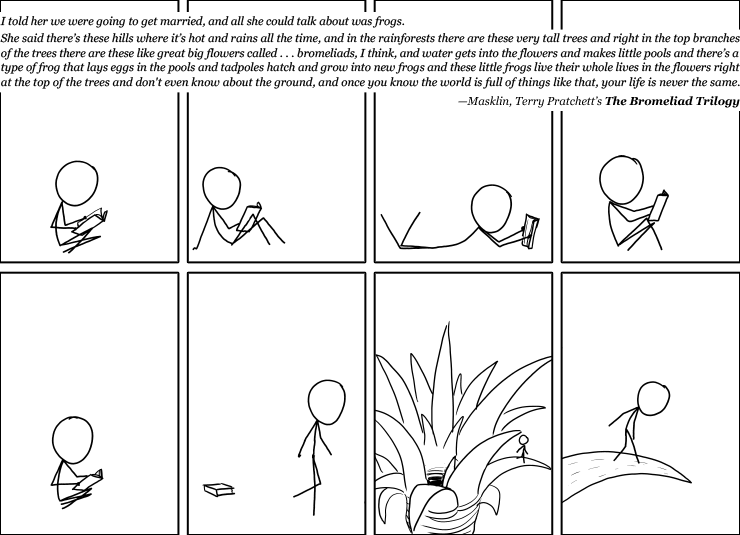 I told her we were going to get married, and all she could talk about was frogs.
She said there's these hills where it's hot and rains all the time, and in the rainforests there are these very tall trees and right in the top branches
of the trees there are these like great big flowers called . . . bromeliads, I think, and water gets into the flowers and makes little pools and there's a
type of frog that lays eggs in the pools and tadpoles hatch and grow into new frogs and these little frogs live their whole lives in the flowers right
at the top of the trees and don't even know about the ground, and once you know the world is full of things like that, your life is never the same.
—Masklin, Terry Pratchett's The Bromeliad Trilogy